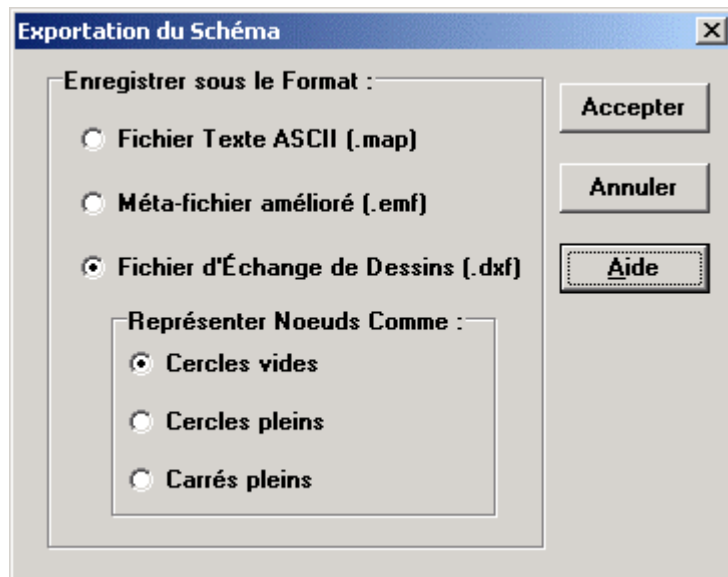 Exportation du Schéma
Enregistrer sous le Format :
Fichier Texte ASCII (.map)
Méta-fichier amélioré (.emf)
Fichier d'Échange de Dessins (.dxf)
Représenter Noeuds Comme :
Cercles vides
Cercles pleins
Carrés pleins
Accepter
Annuler
Aide